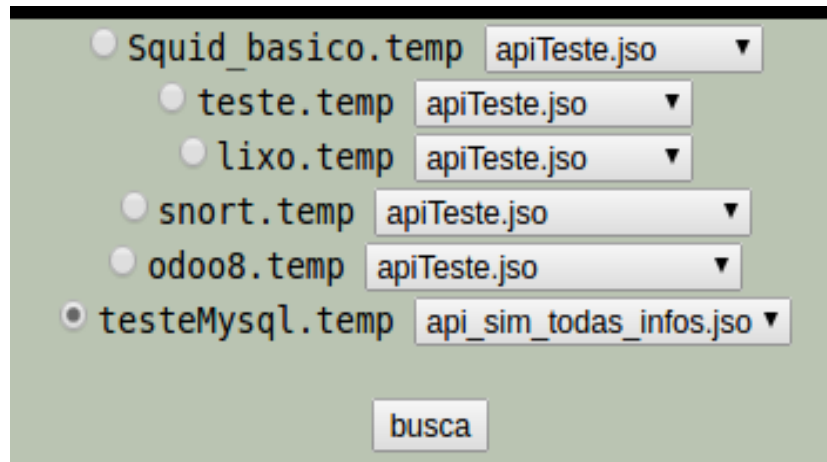 Squid_basico.temp apiTeste.jso
teste.temp apiTeste.jso
lixo.temp apiTeste.jso
snort.temp apiTeste.jso
odoo8.temp apiTeste.jso
testeMysql.temp api_sim_todas_infos.jso
busca